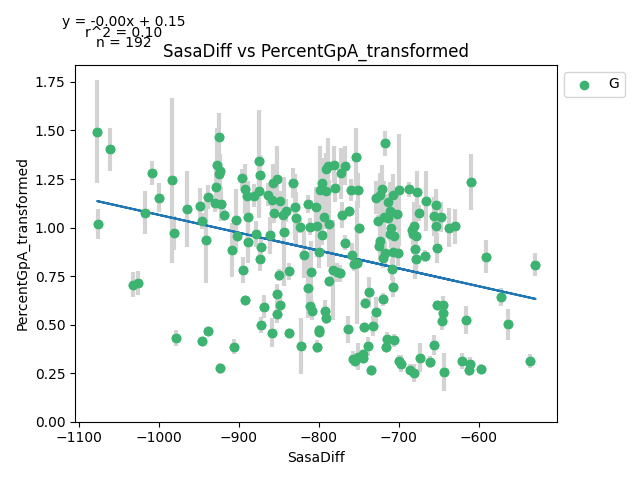 y = -0.00x + 0.15
r^2 = 0.10
n = 192
SasaDiff vs PercentGpA_transformed
G
PercentGpA_transformed
1.75
1.50
1.25
1.00
0.75
0.50
0.25
0.00
−1100 −1000 −900 −800 −700 −600
SasaDiff